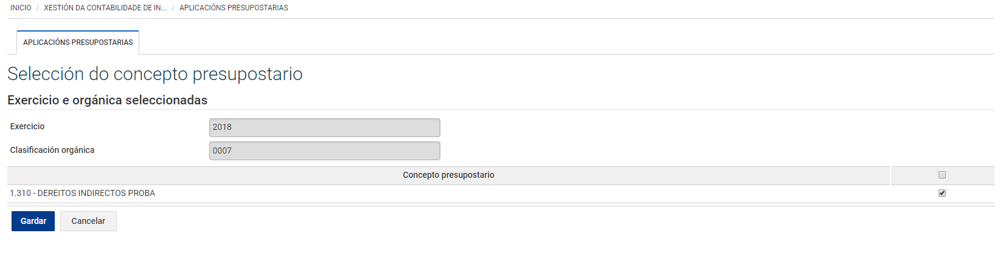 INICIO / XESTIÓN DA CONTABILIDADE DE IN... / APLICACIÓNS PRESUPOSTARIAS
APLICACIÓNS PRESUPOSTARIAS
Selección do concepto presupostario
Exercicio e orgánica seleccionadas
Exercicio 2018
Clasificación orgánica 0007
Concepto presupostario
1.310 - DEREITOS INDIRECTOS PROBA
Gardar Cancelar